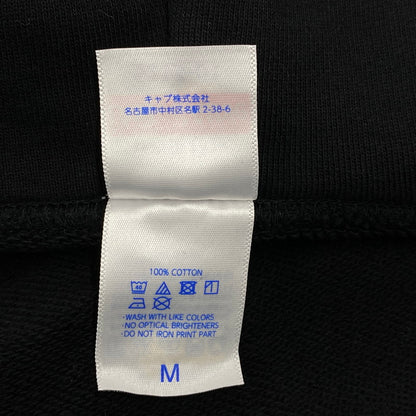 キャブ株式会社
名古屋市中村区名駅 2-38-6
100% COTTON
40
•WASH WITH LIKE COLORS
•NO OPTICAL BRIGHTENERS
•DO NOT IRON PRINT PART
M